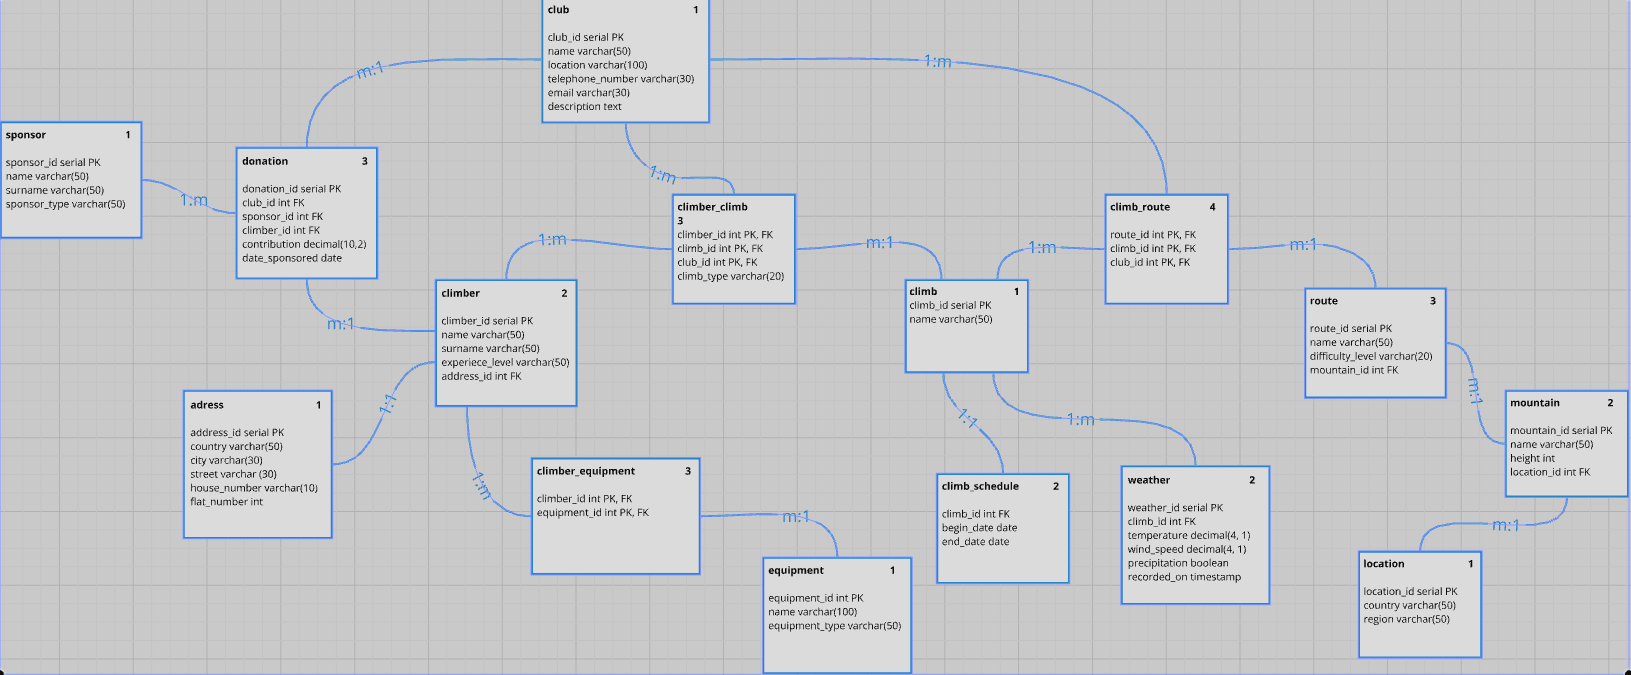 club 1
club_id serial PK
name varchar(50)
location varchar(100)
telephone_number varchar(30)
email varchar(30)
description text
m:1
1:m
sponsor 1
sponsor_id serial PK
name varchar(50)
surname varchar(50)
sponsor_type varchar(50)
1:m
donation 3
donation_id serial PK
club_id int FK
sponsor_id int FK
climber_id int FK
contribution decimal(10,2)
date_sponsored date
1:m
climber_climb
3
climber_id int PK, FK
climb_id int PK, FK
club_id int PK, FK
climb_type varchar(20)
climb_route 4
route_id int PK, FK
climb_id int PK, FK
club_id int PK, FK
1:m
m:1
1:m
m:1
climber 2
climber_id serial PK
name varchar(50)
surname varchar(50)
experiece_level varchar(50)
address_id int FK
m:1
climb 1
climb_id serial PK
name varchar(50)
route 3
route_id serial PK
name varchar(50)
difficulty_level varchar(20)
mountain_id int FK
m:1
adress 1
address_id serial PK
country varchar(50)
city varchar(30)
street varchar (30)
house_number varchar(10)
flat_number int
1:1
1:1
1:m
mountain 2
mountain_id serial PK
name varchar(50)
height int
location_id int FK
1:m
climber_equipment 3
climber_id int PK, FK
equipment_id int PK, FK
m:1
climb_schedule 2
climb_id int FK
begin_date date
end_date date
weather 2
weather_id serial PK
climb_id int FK
temperature decimal(4, 1)
wind_speed decimal(4, 1)
precipitation boolean
recorded_on timestamp
m:1
equipment 1
equipment_id int PK
name varchar(100)
equipment_type varchar(50)
location 1
location_id serial PK
country varchar(50)
region varchar(50)